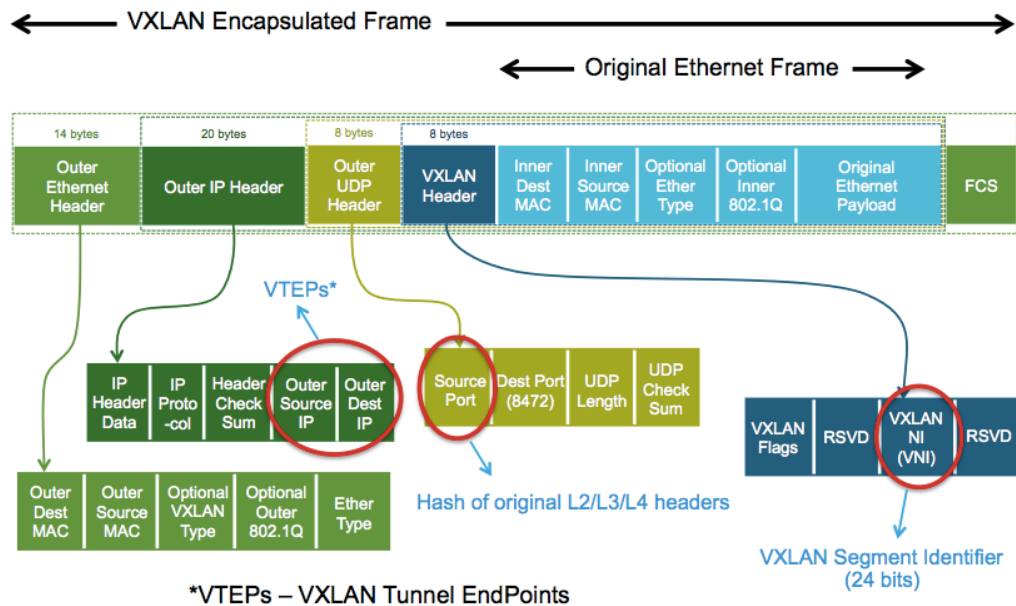 VXLAN Encapsulated Frame
Original Ethernet Frame
14 bytes
20 bytes
8 bytes
8 bytes
Outer
Ethernet
Header
Outer IP Header
Outer
UDP
Header
VXLAN
Header
Inner
Dest
MAC
Inner
Source
MAC
Optional
Ether
Type
Optional
Inner
802.1Q
Original
Ethernet
Payload
FCS
VTEPs*
IP
Header
Data
IP
Proto
-col
Header
Check
Sum
Outer
Source
IP
Outer
Dest
IP
Source
Port
Dest Port
(8472)
UDP
Length
UDP
Check
Sum
VXLAN
Flags
RSVD
VXLAN
NI
(VNI)
RSVD
Outer
Dest
MAC
Outer
Source
MAC
Optional
VXLAN
Type
Optional
Outer
802.1Q
Ether
Type
Hash of original L2/L3/L4 headers
VXLAN Segment Identifier
(24 bits)
*VTEPs – VXLAN Tunnel EndPoints